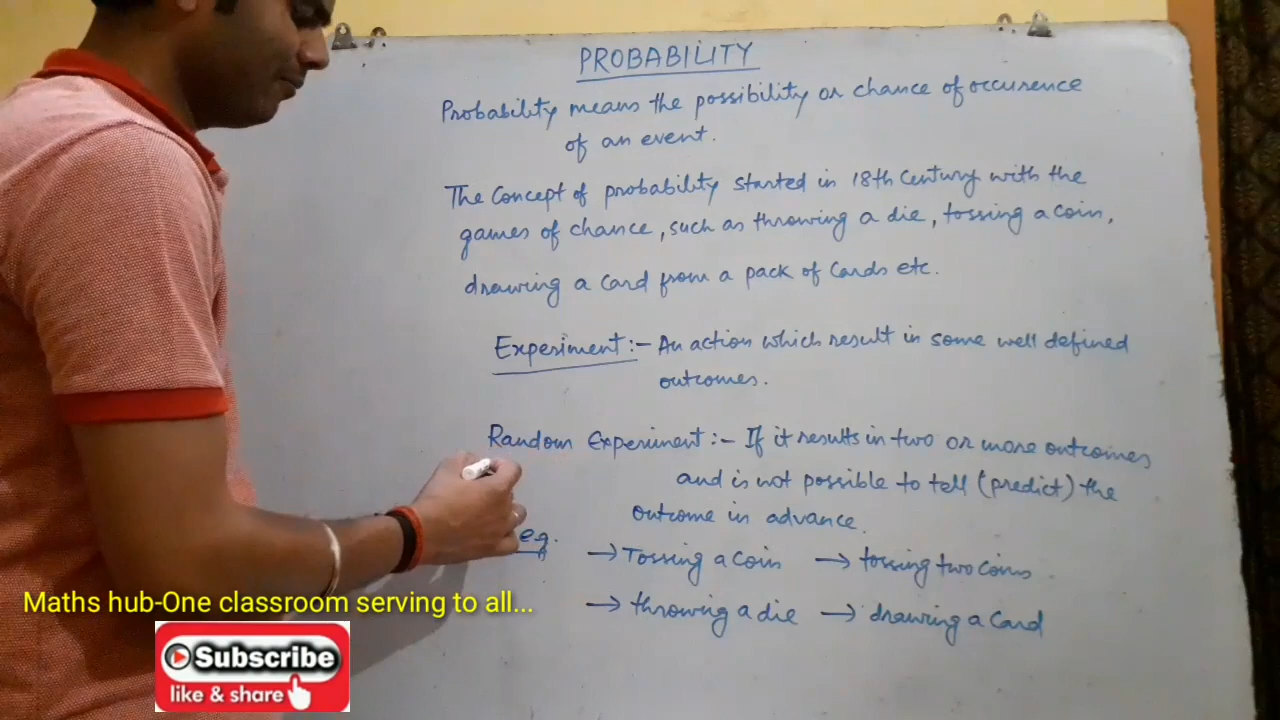 PROBABILITY
Probability means the possibility or chance of occurence
of an event.
The concept of probability started in 18th Century with the
games of chance, such as throwing a die, tossing a coin,
drawing a card from a pack of cards etc.
Experiment :- An action which result in some well defined
outcomes.
Random Experiment :- If it results in two or more outcomes
and is not possible to tell (predict) the
outcome in advance.
e.g.
→ Tossing a coin → tossing two coins
→ throwing a die → drawing a card
Maths hub-One classroom serving to all...
Subscribe
like & share